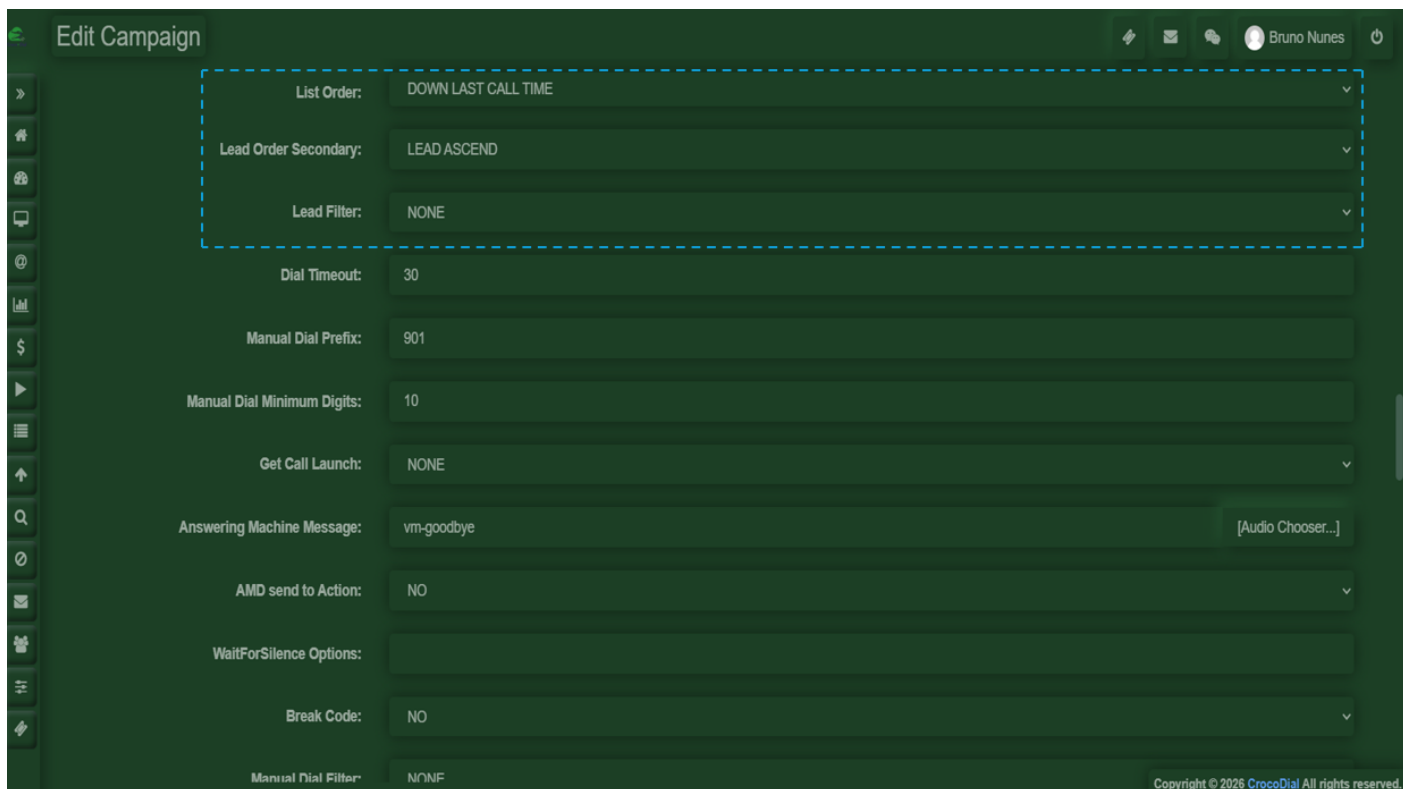 Edit Campaign
Bruno Nunes
List Order: DOWN LAST CALL TIME
Lead Order Secondary: LEAD ASCEND
Lead Filter: NONE
Dial Timeout: 30
Manual Dial Prefix: 901
Manual Dial Minimum Digits: 10
Get Call Launch: NONE
Answering Machine Message: vm-goodbye [Audio Chooser...]
AMD send to Action: NO
WaitForSilence Options:
Break Code: NO
Manual Dial Filter: NONE
Copyright © 2026 CrocoDial All rights reserved.